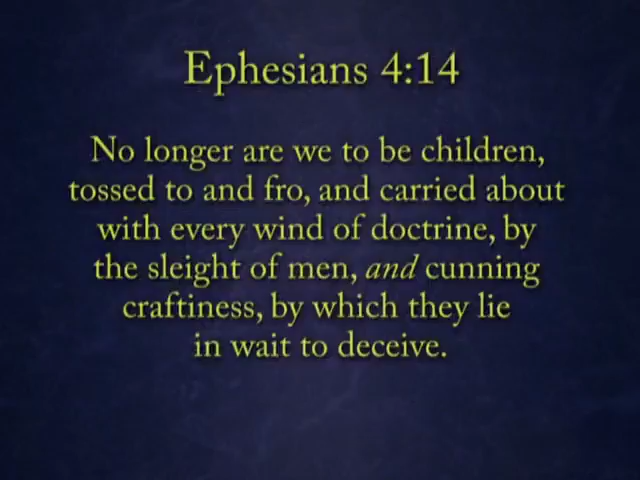 Ephesians 4:14
No longer are we to be children,
tossed to and fro, and carried about
with every wind of doctrine, by
the sleight of men, and cunning
craftiness, by which they lie
in wait to deceive.